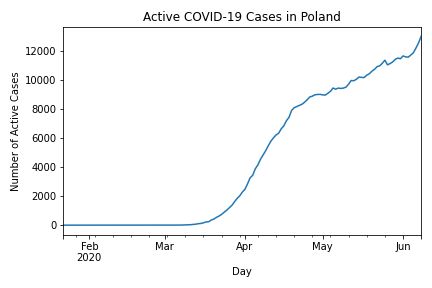 Active COVID-19 Cases in Poland
Number of Active Cases
12000
10000
8000
6000
4000
2000
0
Feb Mar Apr May Jun
2020
Day